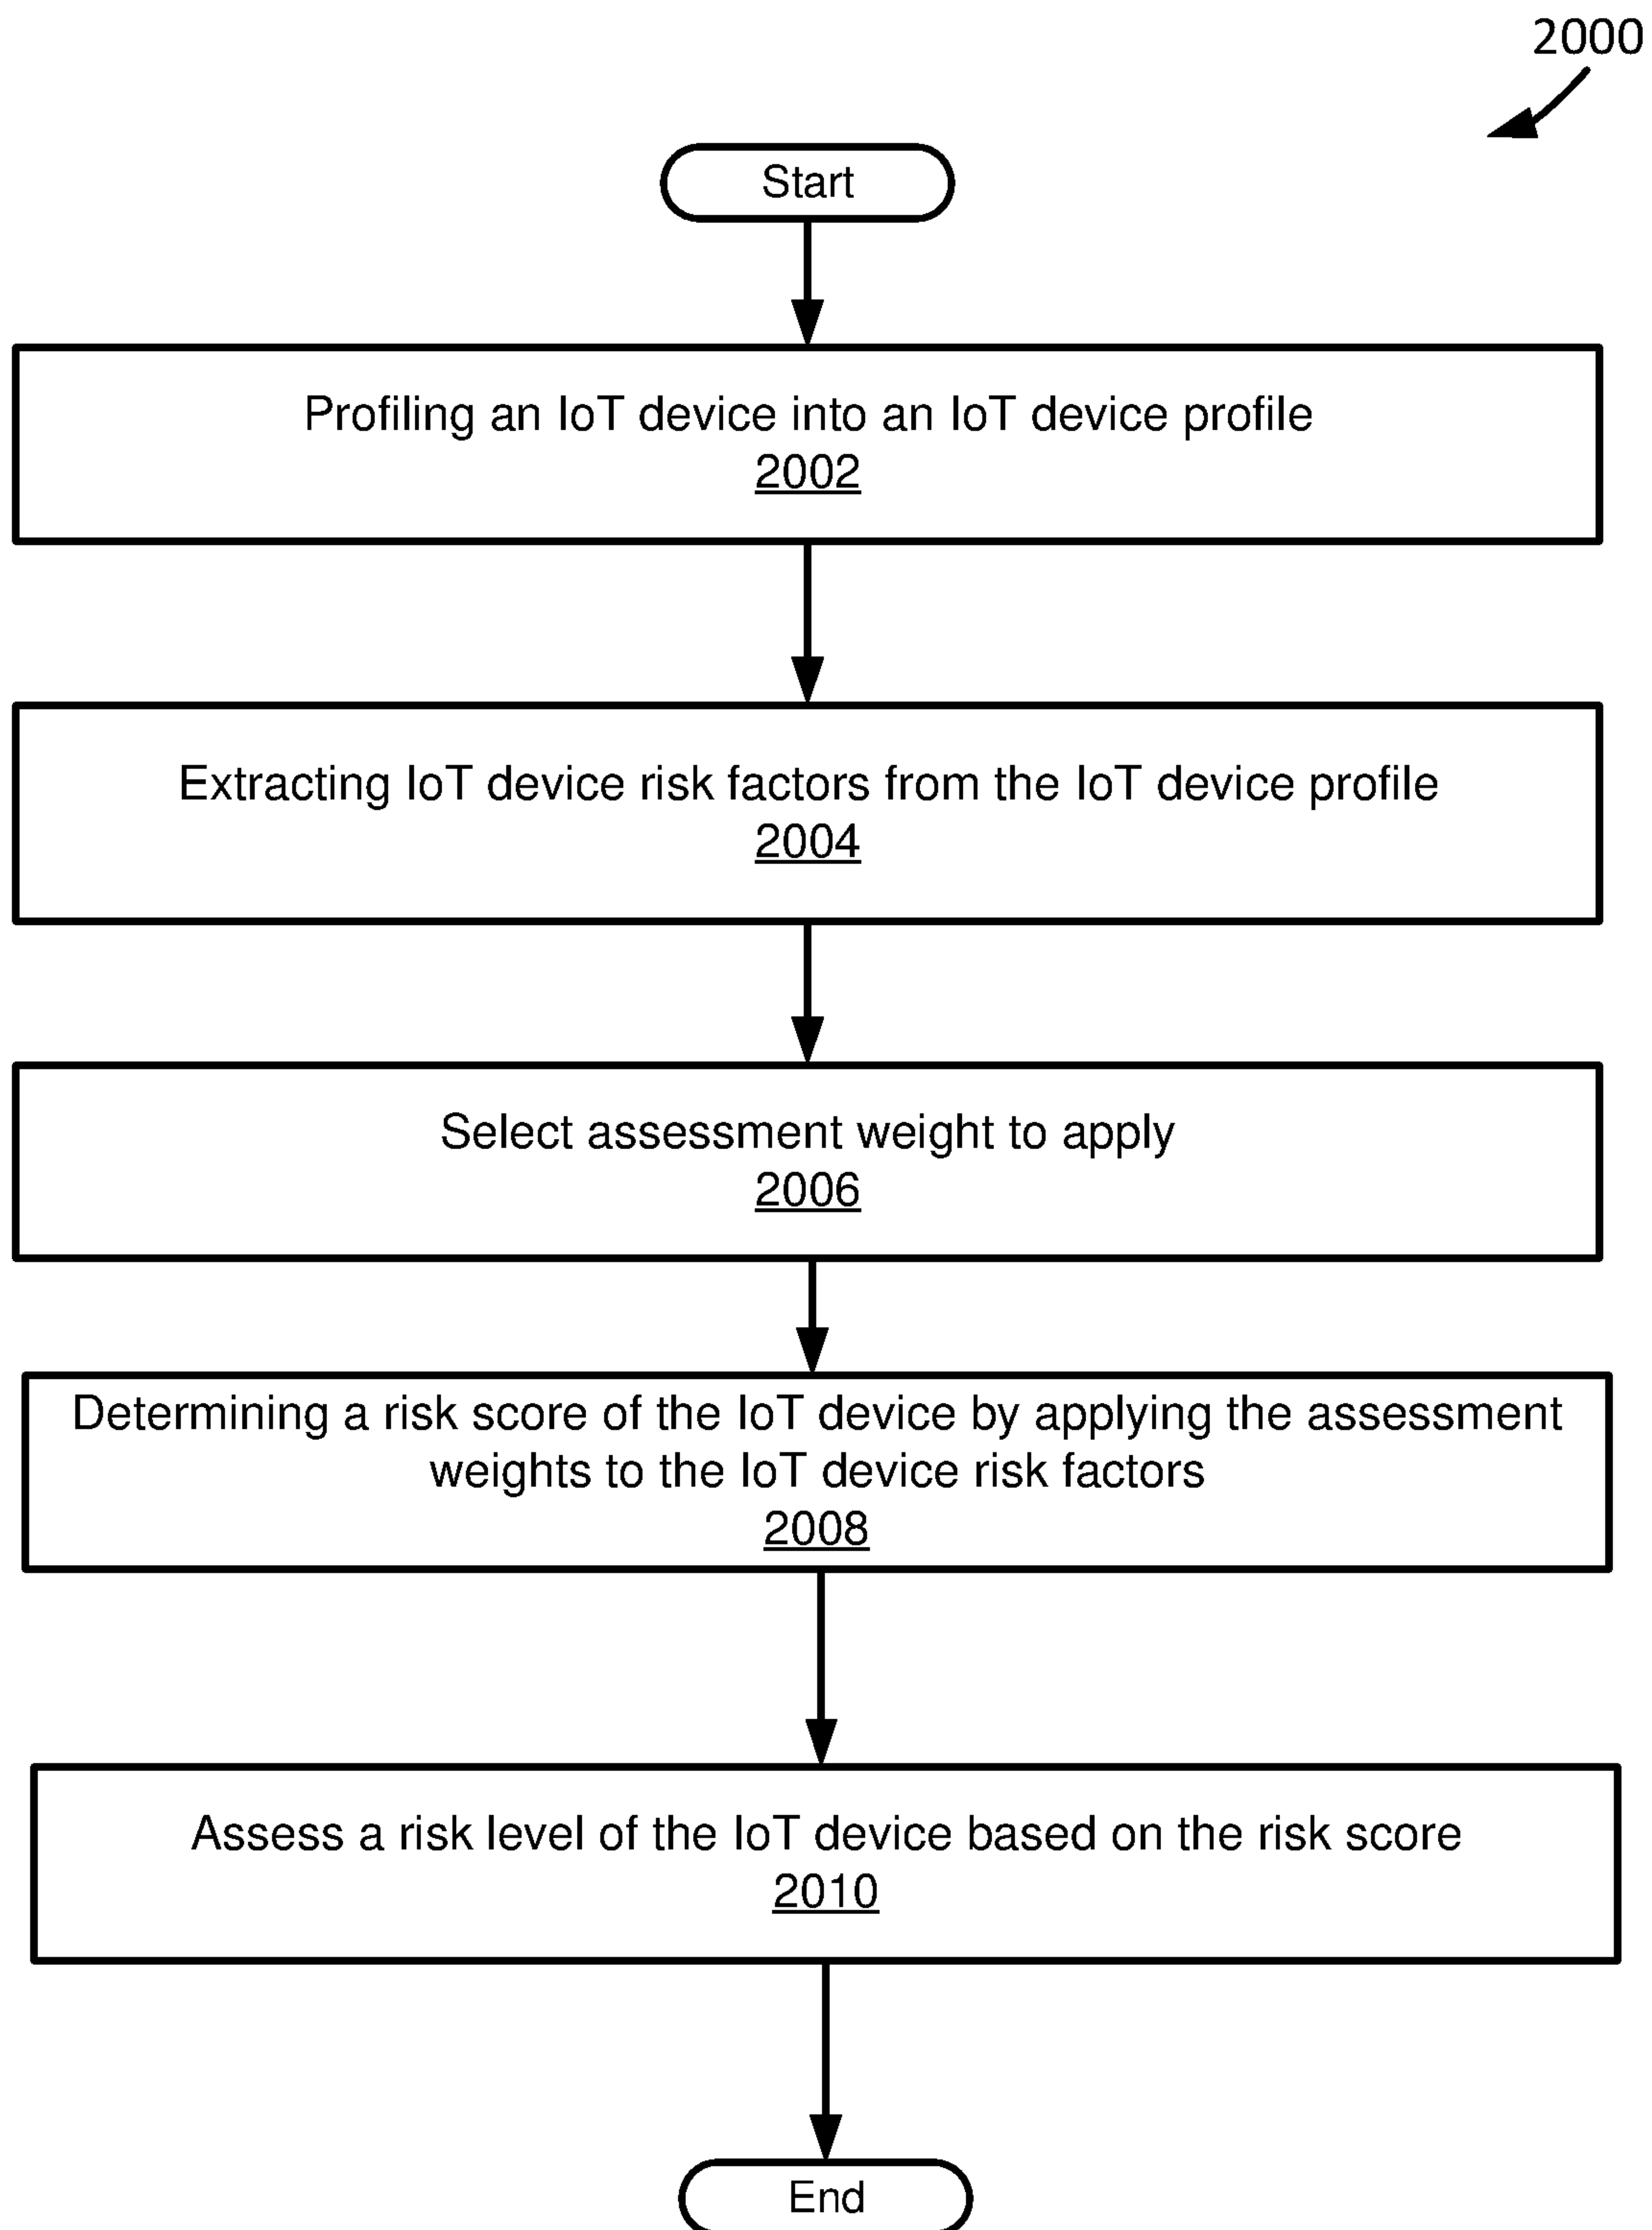 2000
Start
Profiling an IoT device into an IoT device profile
2002
Extracting IoT device risk factors from the IoT device profile
2004
Select assessment weight to apply
2006
Determining a risk score of the IoT device by applying the assessment
weights to the IoT device risk factors
2008
Assess a risk level of the IoT device based on the risk score
2010
End